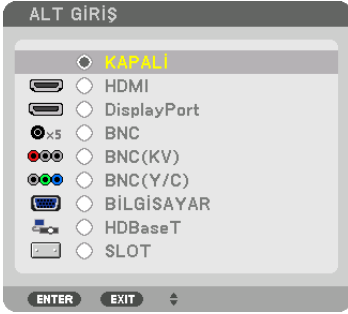 ALT GİRİŞ
KAPALI
HDMI
DisplayPort
×5 BNC
BNC(KV)
BNC(Y/C)
BİLGİSAYAR
HDBaseT
SLOT
ENTER EXIT